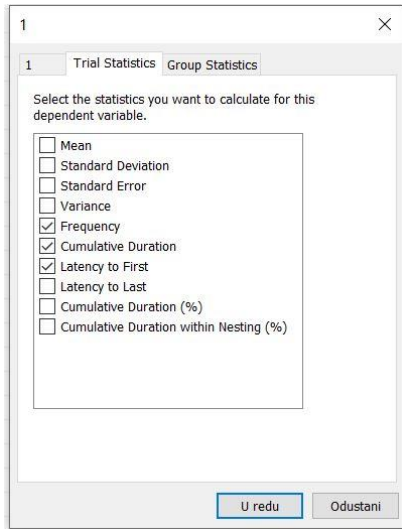 1
1 Trial Statistics Group Statistics
Select the statistics you want to calculate for this
dependent variable.
Mean
Standard Deviation
Standard Error
Variance
Frequency
Cumulative Duration
Latency to First
Latency to Last
Cumulative Duration (%)
Cumulative Duration within Nesting (%)
U redu Odustani